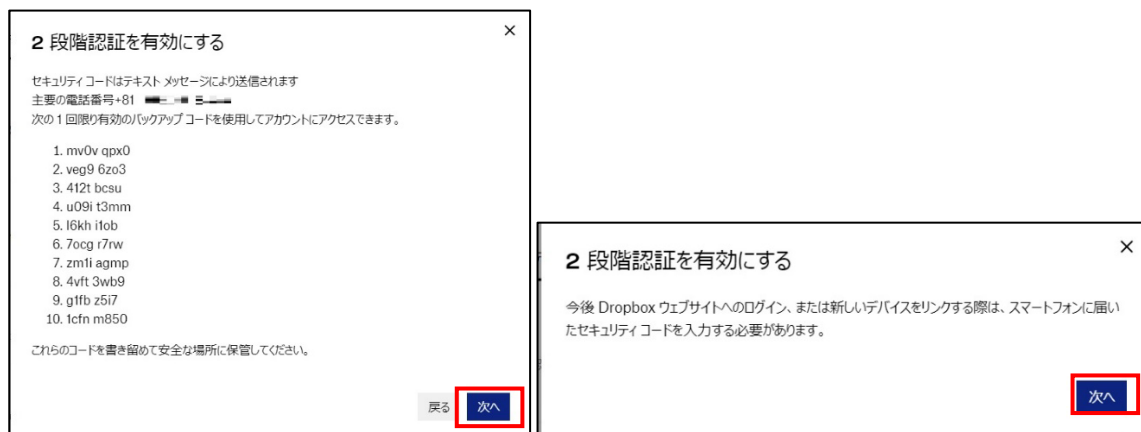 2 段階認証を有効にする
セキュリティ コードはテキスト メッセージにより送信されます
主要の電話番号+81
次の 1 回限り有効のバックアップ コードを使用してアカウントにアクセスできます。
1. mv0v qpx0
2. veg9 6zo3
3. 412t bcsu
4. u09i t3mm
5. l6kh i1ob
6. 7ocg r7rw
7. zm1i agmp
8. 4vft 3wb9
9. g1fb z5i7
10. 1cfn m850
これらのコードを書き留めて安全な場所に保管してください。
戻る 次へ
2 段階認証を有効にする
今後 Dropbox ウェブサイトへのログイン、または新しいデバイスをリンクする際は、スマートフォンに届い
たセキュリティ コードを入力する必要があります。
次へ